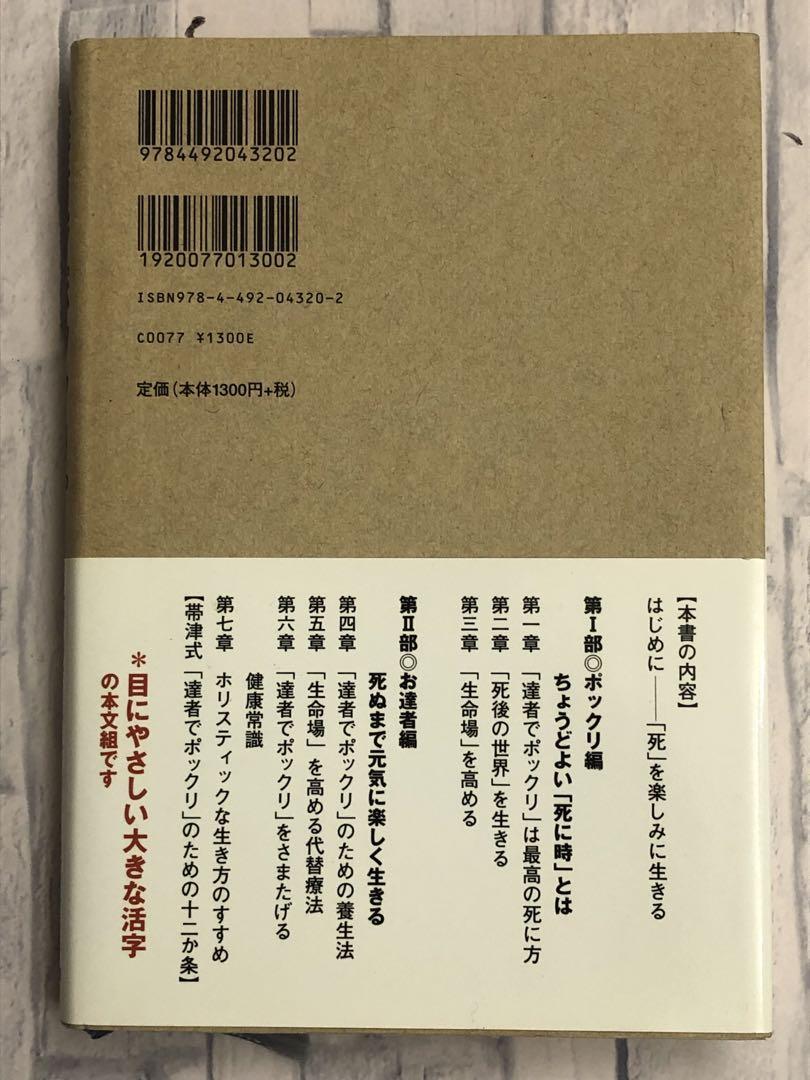 9784492043202
1920077013002
ISBN978-4-492-04320-2
C0077 ¥1300E
定価(本体1300円+税)
【本書の内容】
はじめに――「死」を楽しみに生きる
第Ⅰ部◎ポックリ編
ちょうどよい「死に時」とは
第一章 「達者でポックリ」は最高の死に方
第二章 「死後の世界」を生きる
第三章 「生命場」を高める
第Ⅱ部◎お達者編
死ぬまで元気に楽しく生きる
第四章 「達者でポックリ」のための養生法
第五章 「生命場」を高める代替療法
第六章 「達者でポックリ」をさまたげる
健康常識
第七章 ホリスティックな生き方のすすめ
【帯津式「達者でポックリ」のための十二か条】
＊目にやさしい大きな活字
の本文組です